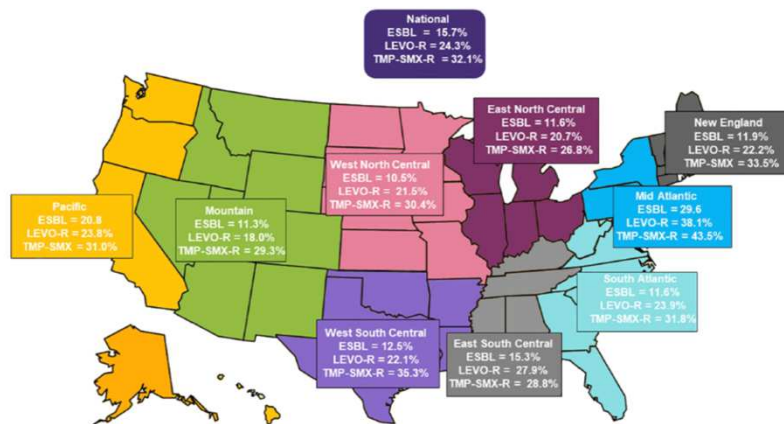 National
ESBL = 15.7%
LEVO-R = 24.3%
TMP-SMX-R = 32.1%
East North Central
ESBL = 11.6%
LEVO-R = 20.7%
TMP-SMX-R = 26.8%
New England
ESBL = 11.9%
LEVO-R = 22.2%
TMP-SMX = 33.5%
West North Central
ESBL = 10.5%
LEVO-R = 21.5%
TMP-SMX-R = 30.4%
Pacific
ESBL = 20.8
LEVO-R = 23.8%
TMP-SMX = 31.0%
Mountain
ESBL = 11.3%
LEVO-R = 18.0%
TMP-SMX-R = 29.3%
Mid Atlantic
ESBL = 29.6
LEVO-R = 38.1%
TMP-SMX-R = 43.5%
South Atlantic
ESBL = 11.6%
LEVO-R = 23.9%
TMP-SMX-R = 31.8%
West South Central
ESBL = 12.5%
LEVO-R = 22.1%
TMP-SMX-R = 35.3%
East South Central
ESBL = 15.3%
LEVO-R = 27.9%
TMP-SMX-R = 28.8%